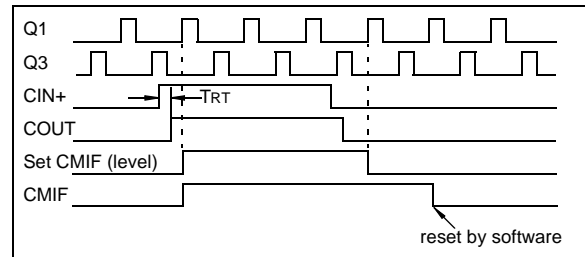 Q1
Q3
CIN+
TRT
COUT
Set CMIF (level)
CMIF
reset by software